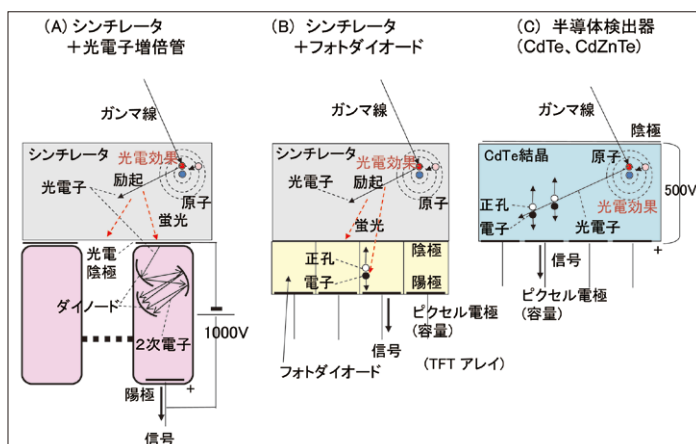 (A) シンチレータ
＋光電子増倍管
ガンマ線
シンチレータ
光電効果
光電子
励起
原子
蛍光
光電
陰極
ダイノード
2次電子
1000V
陽極
+
信号
(B) シンチレータ
＋フォトダイオード
ガンマ線
シンチレータ
光電効果
励起
光電子
原子
蛍光
陰極
正孔
電子
陽極
ピクセル電極
(容量)
信号
フォトダイオード
(TFT アレイ)
(C) 半導体検出器
(CdTe、CdZnTe)
ガンマ線
陰極
CdTe結晶
原子
500V
正孔
光電効果
電子
光電子
+
信号
ピクセル電極
(容量)